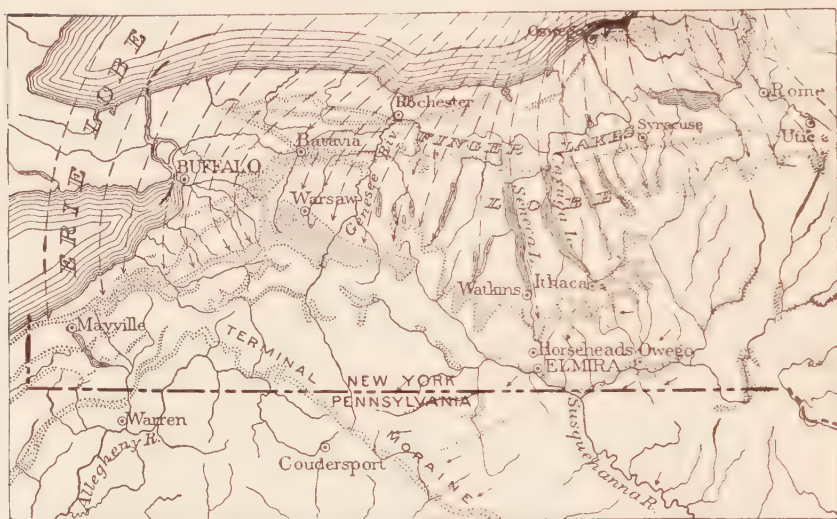 ERIE LOBE
Oswego
Rome
Rochester
Syracuse
Utic
FINGER LAKES
LOBE
Batavia
BUFFALO
Genesee Riv
Warsaw
Seneca L.
Cayuga L.
Watkins
Ithaca
Mayville
TERMINAL
MORAINE
Horseheads
Owego
ELMIRA
NEW YORK
PENNSYLVANIA
Warren
Allegheny R.
Coudersport
Susquehanna R.